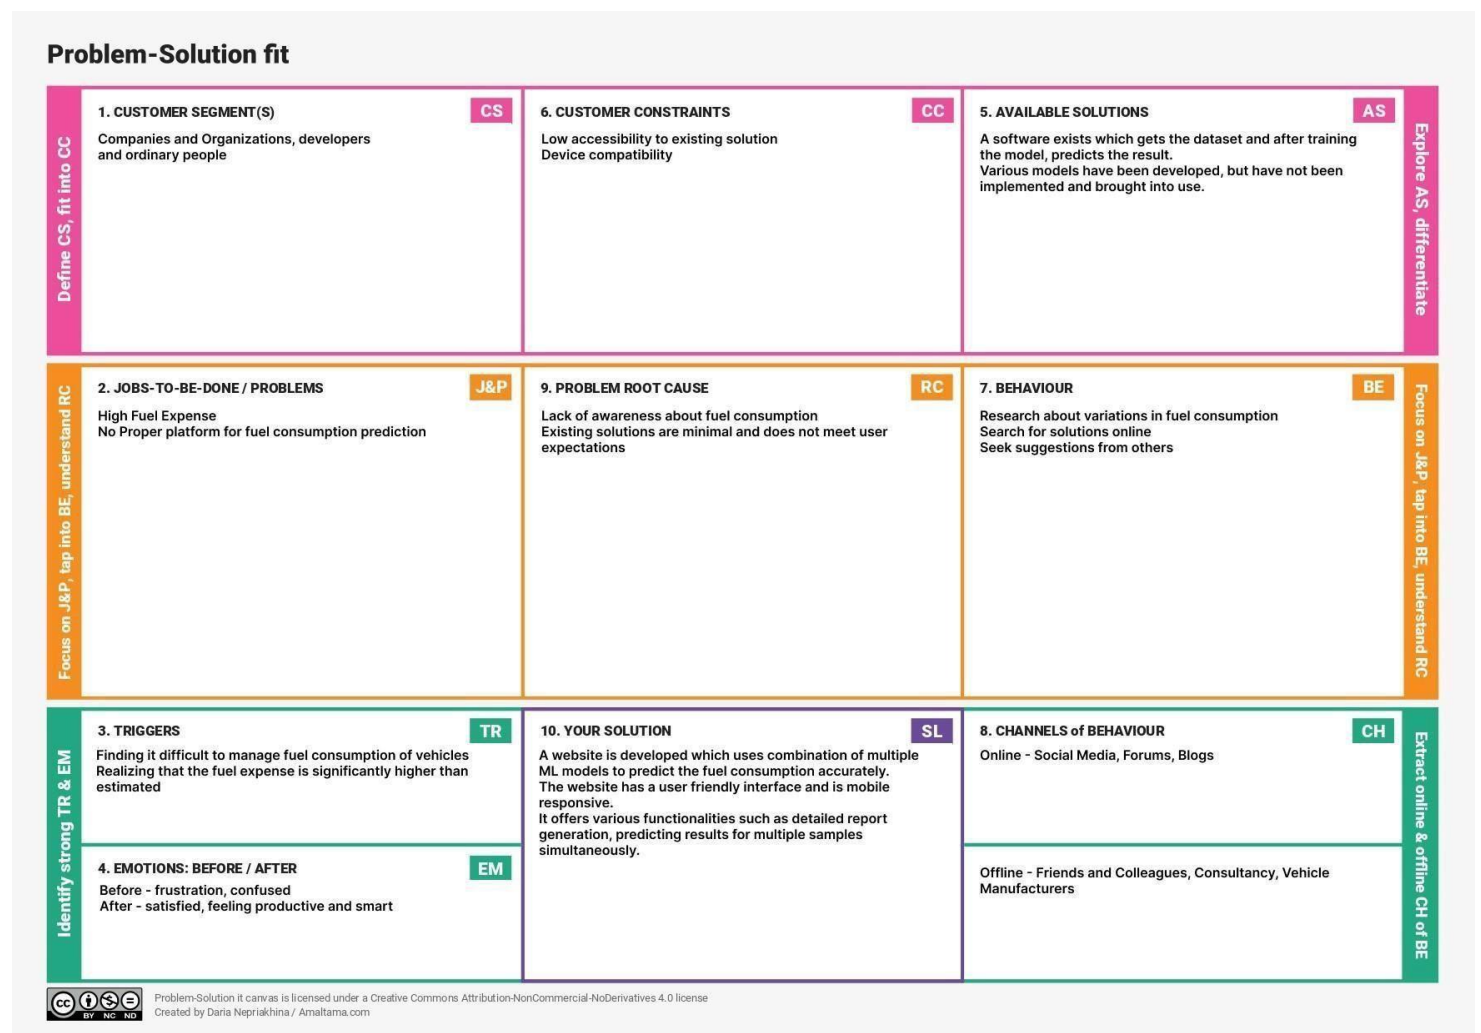 Problem-Solution fit
Define CS, fit into CC
1. CUSTOMER SEGMENT(S)
CS
Companies and Organizations, developers
and ordinary people
6. CUSTOMER CONSTRAINTS
CC
Low accessibility to existing solution
Device compatibility
5. AVAILABLE SOLUTIONS
AS
A software exists which gets the dataset and after training
the model, predicts the result.
Various models have been developed, but have not been
implemented and brought into use.
Explore AS, differentiate
Focus on J&P, tap into BE, understand RC
2. JOBS-TO-BE-DONE / PROBLEMS
J&P
High Fuel Expense
No Proper platform for fuel consumption prediction
9. PROBLEM ROOT CAUSE
RC
Lack of awareness about fuel consumption
Existing solutions are minimal and does not meet user
expectations
7. BEHAVIOUR
BE
Research about variations in fuel consumption
Search for solutions online
Seek suggestions from others
Focus on J&P, tap into BE, understand RC
Identify strong TR & EM
3. TRIGGERS
TR
Finding it difficult to manage fuel consumption of vehicles
Realizing that the fuel expense is significantly higher than
estimated
4. EMOTIONS: BEFORE / AFTER
EM
Before - frustration, confused
After - satisfied, feeling productive and smart
10. YOUR SOLUTION
SL
A website is developed which uses combination of multiple
ML models to predict the fuel consumption accurately.
The website has a user friendly interface and is mobile
responsive.
It offers various functionalities such as detailed report
generation, predicting results for multiple samples
simultaneously.
8. CHANNELS of BEHAVIOUR
CH
Online - Social Media, Forums, Blogs
Offline - Friends and Colleagues, Consultancy, Vehicle
Manufacturers
Extract online & offline CH of BE
cc
BY NC ND
Problem-Solution it canvas is licensed under a Creative Commons Attribution-NonCommercial-NoDerivatives 4.0 license
Created by Daria Nepriakhina / Amaltama.com